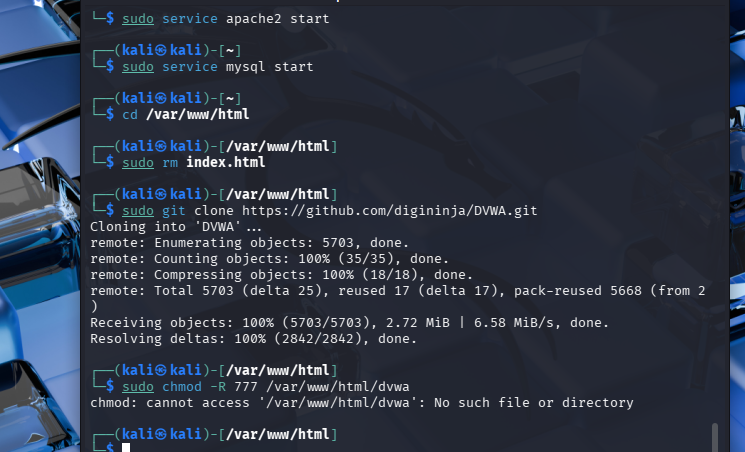 └─$ sudo service apache2 start
┌──(kali㉿kali)-[~]
└─$ sudo service mysql start
┌──(kali㉿kali)-[~]
└─$ cd /var/www/html
┌──(kali㉿kali)-[/var/www/html]
└─$ sudo rm index.html
┌──(kali㉿kali)-[/var/www/html]
└─$ sudo git clone https://github.com/digininja/DVWA.git
Cloning into 'DVWA'...
remote: Enumerating objects: 5703, done.
remote: Counting objects: 100% (35/35), done.
remote: Compressing objects: 100% (18/18), done.
remote: Total 5703 (delta 25), reused 17 (delta 17), pack-reused 5668 (from 2
)
Receiving objects: 100% (5703/5703), 2.72 MiB | 6.58 MiB/s, done.
Resolving deltas: 100% (2842/2842), done.
┌──(kali㉿kali)-[/var/www/html]
└─$ sudo chmod -R 777 /var/www/html/dvwa
chmod: cannot access '/var/www/html/dvwa': No such file or directory
┌──(kali㉿kali)-[/var/www/html]
└─$